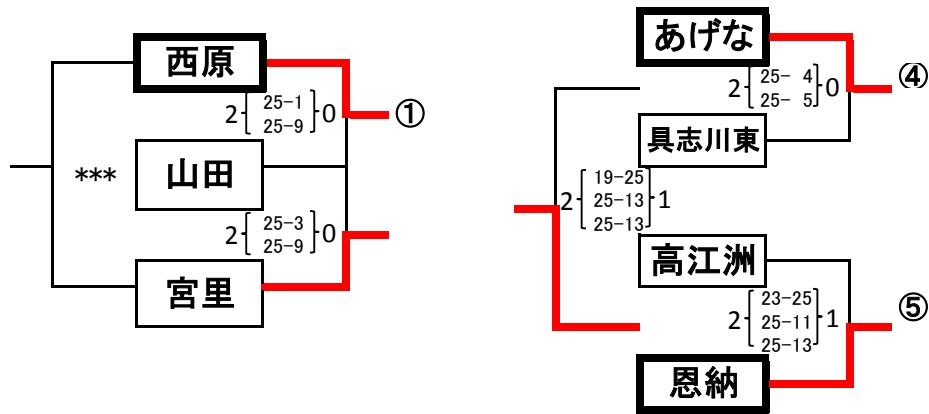 西原
2 25-1 0
25-9
①
*** 山田
2 25-3 0
25-9
宮里
あげな
2 25- 4 0
25- 5
④
具志川東
2 19-25 1
25-13
25-13
高江洲
2 23-25 1
25-11
25-13
⑤
恩納